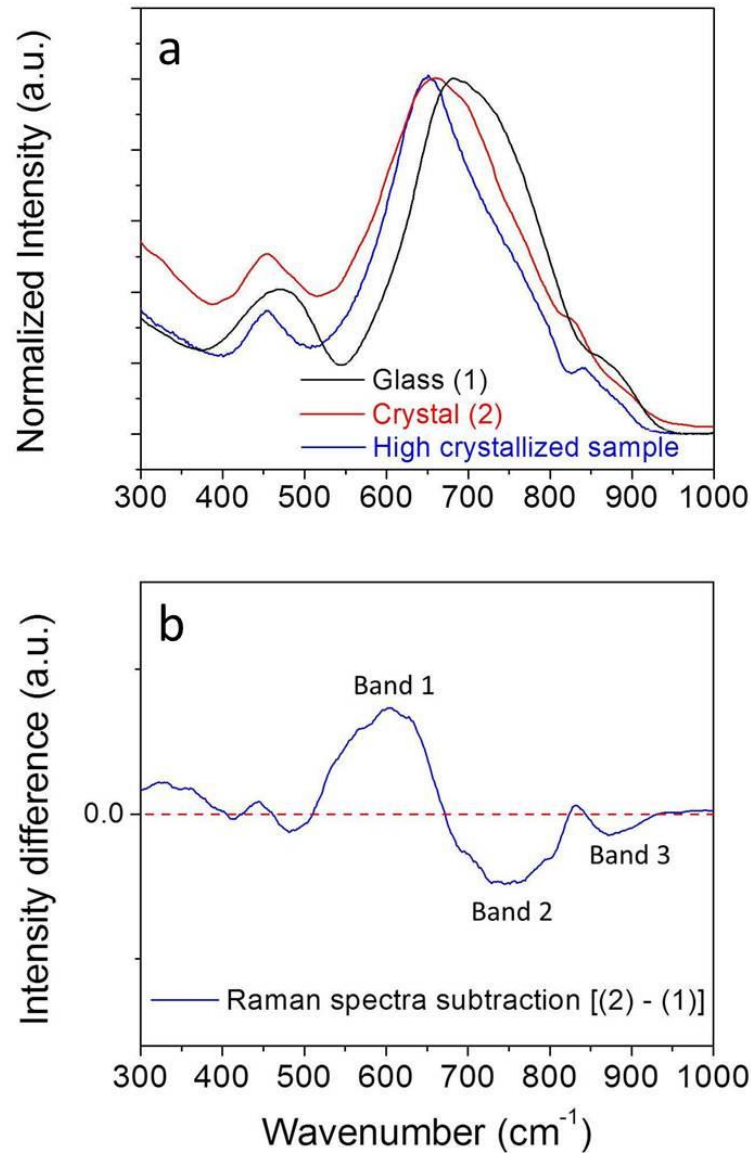 a
Normalized Intensity (a.u.)
Glass (1)
Crystal (2)
High crystallized sample
300 400 500 600 700 800 900 1000
b
Intensity difference (a.u.)
Band 1
0.0
Band 3
Band 2
Raman spectra subtraction [(2) - (1)]
300 400 500 600 700 800 900 1000
Wavenumber (cm⁻¹)